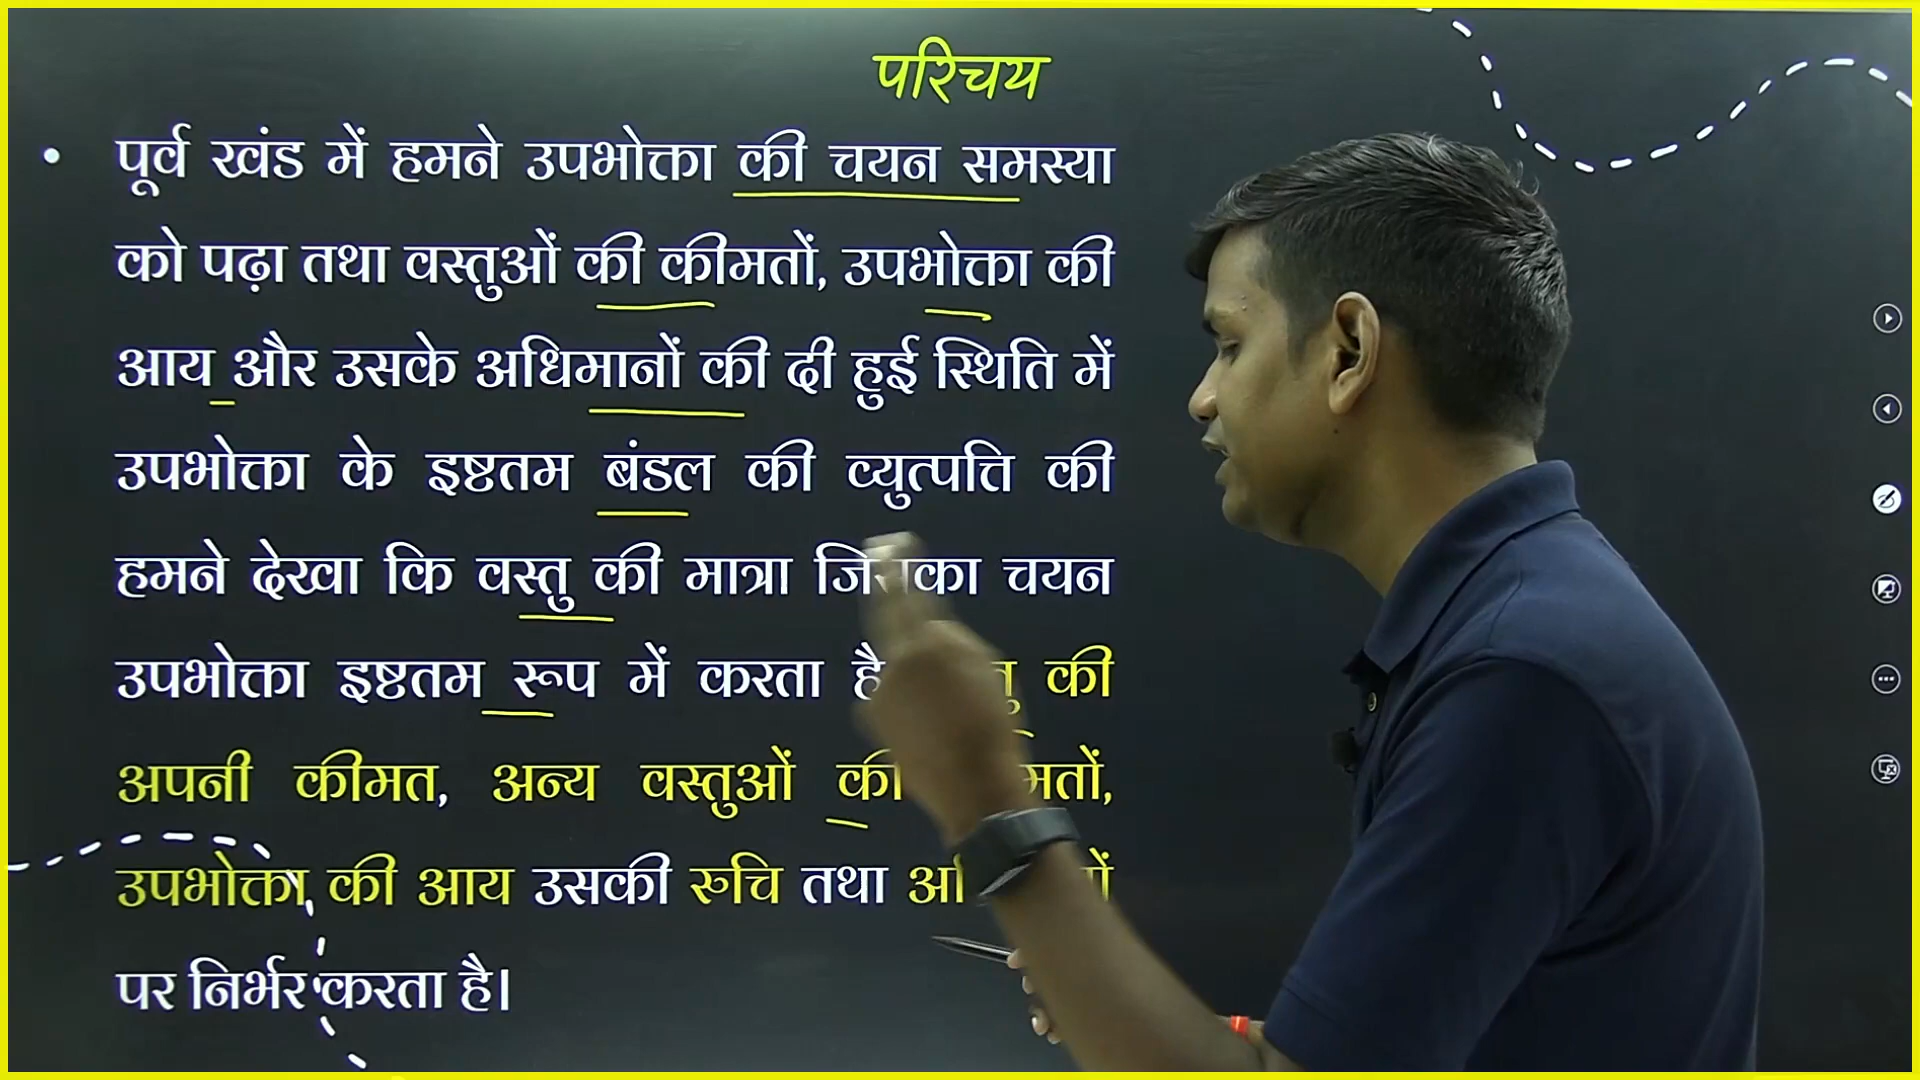 परिचय
• पूर्व खंड में हमने उपभोक्ता की चयन समस्या
को पढ़ा तथा वस्तुओं की कीमतों, उपभोक्ता की
आय और उसके अधिमानों की दी हुई स्थिति में
उपभोक्ता के इष्टतम बंडल की व्युत्पत्ति की
हमने देखा कि वस्तु की मात्रा चयन
उपभोक्ता इष्टतम रूप में करता है की
अपनी कीमत, अन्य वस्तुओं की
उपभोक्ता की आय उसकी रुचि तथा
पर निर्भर करता है।